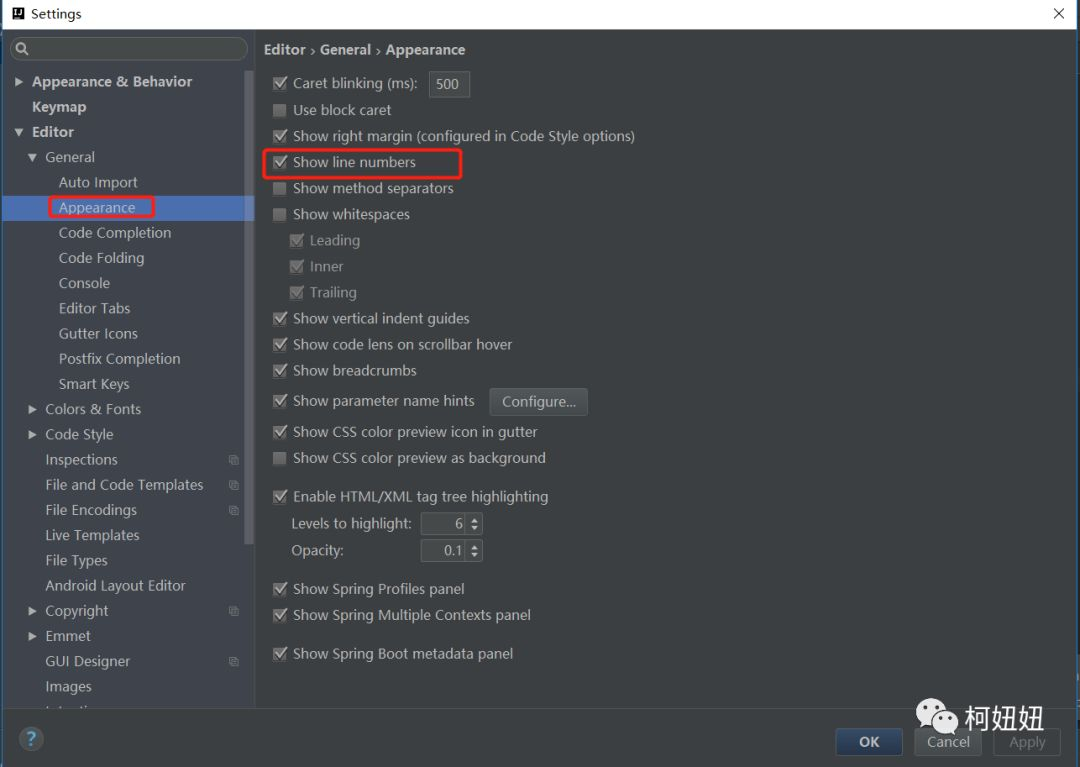 Settings
Appearance & Behavior
Keymap
Editor
General
Auto Import
Appearance
Code Completion
Code Folding
Console
Editor Tabs
Gutter Icons
Postfix Completion
Smart Keys
Colors & Fonts
Code Style
Inspections
File and Code Templates
File Encodings
Live Templates
File Types
Android Layout Editor
Copyright
Emmet
GUI Designer
Images
Editor › General › Appearance
Caret blinking (ms): 500
Use block caret
Show right margin (configured in Code Style options)
Show line numbers
Show method separators
Show whitespaces
Leading
Inner
Trailing
Show vertical indent guides
Show code lens on scrollbar hover
Show breadcrumbs
Show parameter name hints Configure...
Show CSS color preview icon in gutter
Show CSS color preview as background
Enable HTML/XML tag tree highlighting
Levels to highlight: 6
Opacity: 0.1
Show Spring Profiles panel
Show Spring Multiple Contexts panel
Show Spring Boot metadata panel
柯妞妞
? OK Cancel Apply